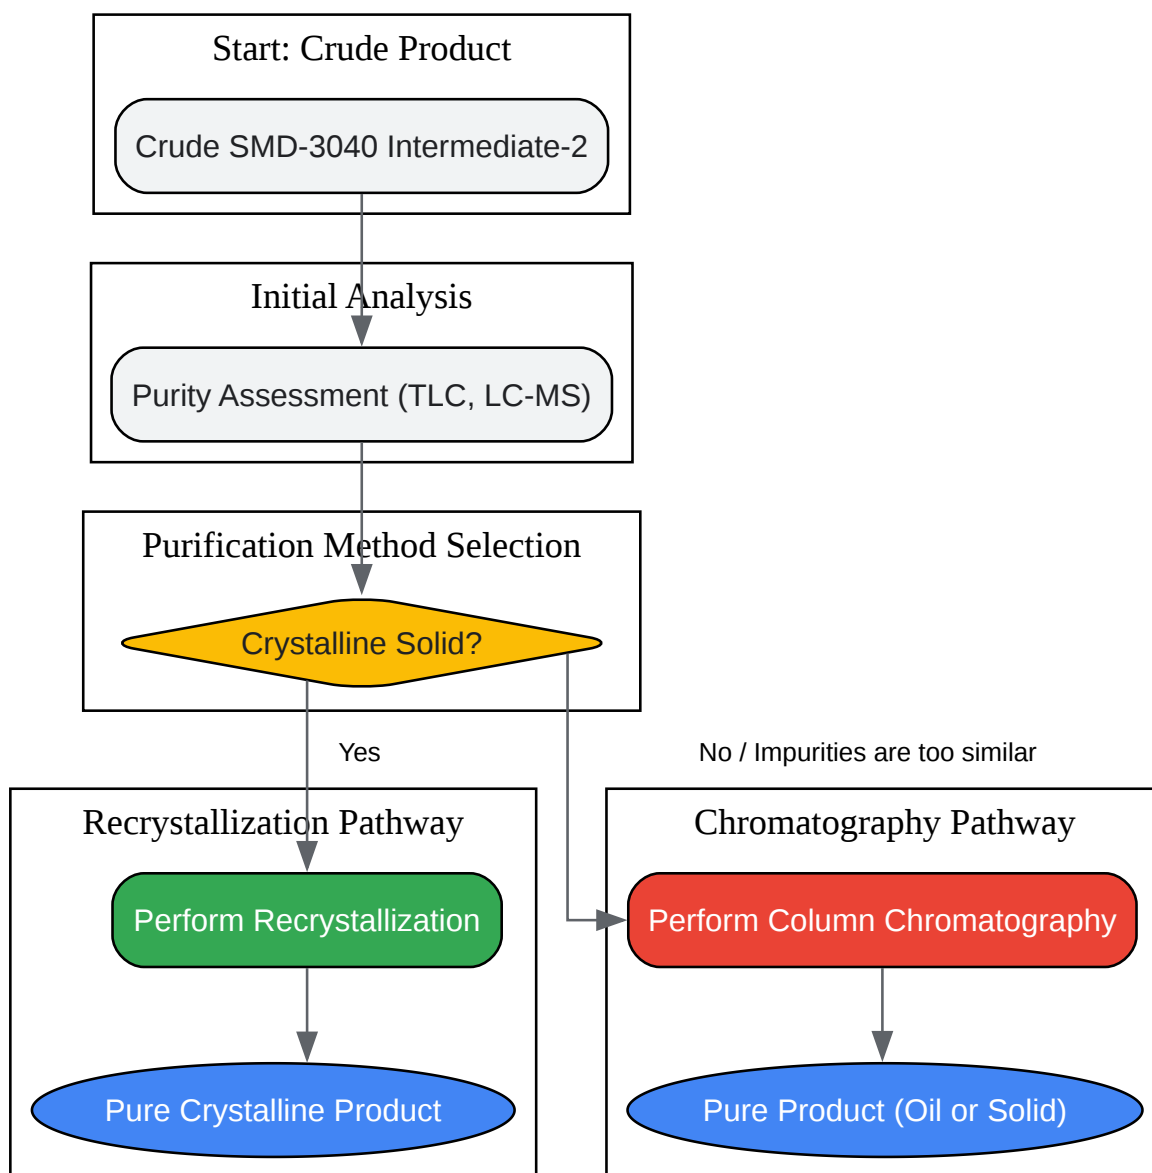 Start: Crude Product
Crude SMD-3040 Intermediate-2
Initial Analysis
Purity Assessment (TLC, LC-MS)
Purification Method Selection
Crystalline Solid?
Yes
No / Impurities are too similar
Recrystallization Pathway
Chromatography Pathway
Perform Recrystallization
Perform Column Chromatography
Pure Crystalline Product
Pure Product (Oil or Solid)